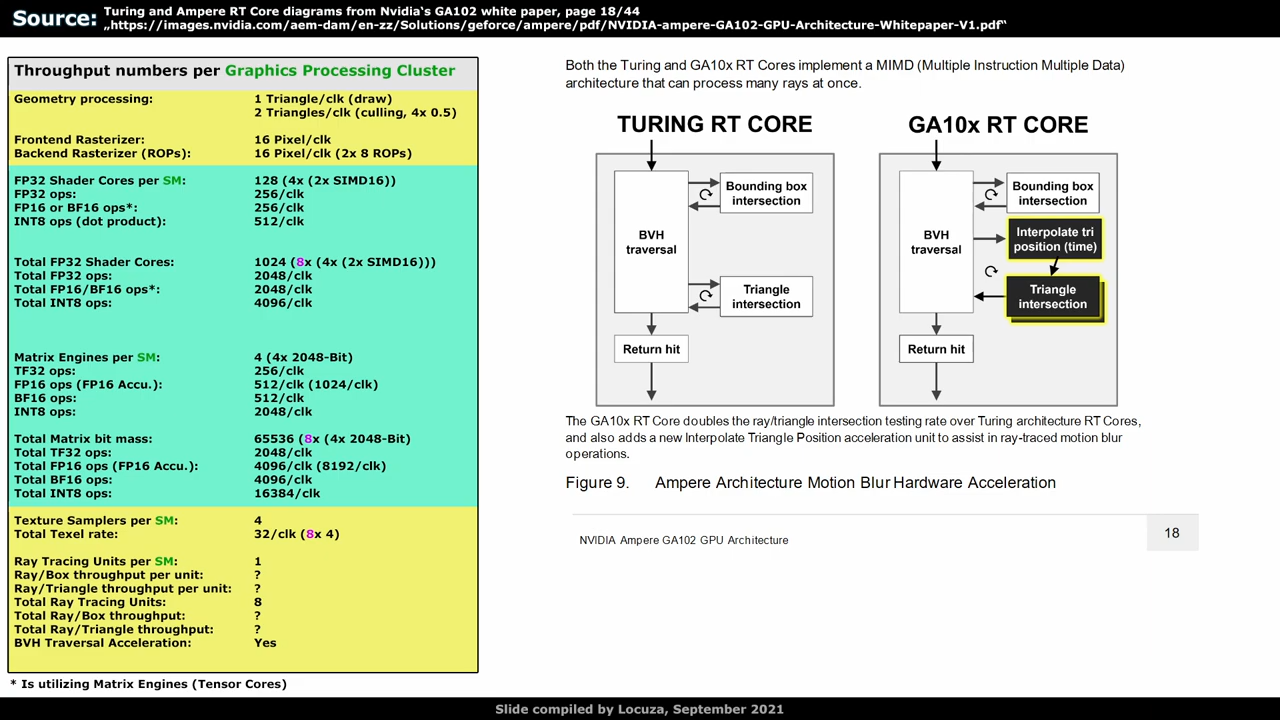 Source: Turing and Ampere RT Core diagrams from Nvidia's GA102 white paper, page 18/44
„https://images.nvidia.com/aem-dam/en-zz/Solutions/geforce/ampere/pdf/NVIDIA-ampere-GA102-GPU-Architecture-Whitepaper-V1.pdf“
Throughput numbers per Graphics Processing Cluster
Geometry processing: 1 Triangle/clk (draw)
2 Triangles/clk (culling, 4x 0.5)
Frontend Rasterizer: 16 Pixel/clk
Backend Rasterizer (ROPs): 16 Pixel/clk (2x 8 ROPs)
FP32 Shader Cores per SM: 128 (4x (2x SIMD16))
FP32 ops: 256/clk
FP16 or BF16 ops*: 256/clk
INT8 ops (dot product): 512/clk
Total FP32 Shader Cores: 1024 (8x (4x (2x SIMD16)))
Total FP32 ops: 2048/clk
Total FP16/BF16 ops*: 2048/clk
Total INT8 ops: 4096/clk
Matrix Engines per SM: 4 (4x 2048-Bit)
TF32 ops: 256/clk
FP16 ops (FP16 Accu.): 512/clk (1024/clk)
BF16 ops: 512/clk
INT8 ops: 2048/clk
Total Matrix bit mass: 65536 (8x (4x 2048-Bit)
Total TF32 ops: 2048/clk
Total FP16 ops (FP16 Accu.): 4096/clk (8192/clk)
Total BF16 ops: 4096/clk
Total INT8 ops: 16384/clk
Texture Samplers per SM: 4
Total Texel rate: 32/clk (8x 4)
Ray Tracing Units per SM: 1
Ray/Box throughput per unit: ?
Ray/Triangle throughput per unit: ?
Total Ray Tracing Units: 8
Total Ray/Box throughput: ?
Total Ray/Triangle throughput: ?
BVH Traversal Acceleration: Yes
* Is utilizing Matrix Engines (Tensor Cores)
Both the Turing and GA10x RT Cores implement a MIMD (Multiple Instruction Multiple Data)
architecture that can process many rays at once.
TURING RT CORE
BVH
traversal
Bounding box
intersection
Triangle
intersection
Return hit
GA10x RT CORE
BVH
traversal
Bounding box
intersection
Interpolate tri
position (time)
Triangle
intersection
Return hit
The GA10x RT Core doubles the ray/triangle intersection testing rate over Turing architecture RT Cores,
and also adds a new Interpolate Triangle Position acceleration unit to assist in ray-traced motion blur
operations.
Figure 9. Ampere Architecture Motion Blur Hardware Acceleration
NVIDIA Ampere GA102 GPU Architecture
18
Slide compiled by Locuza, September 2021